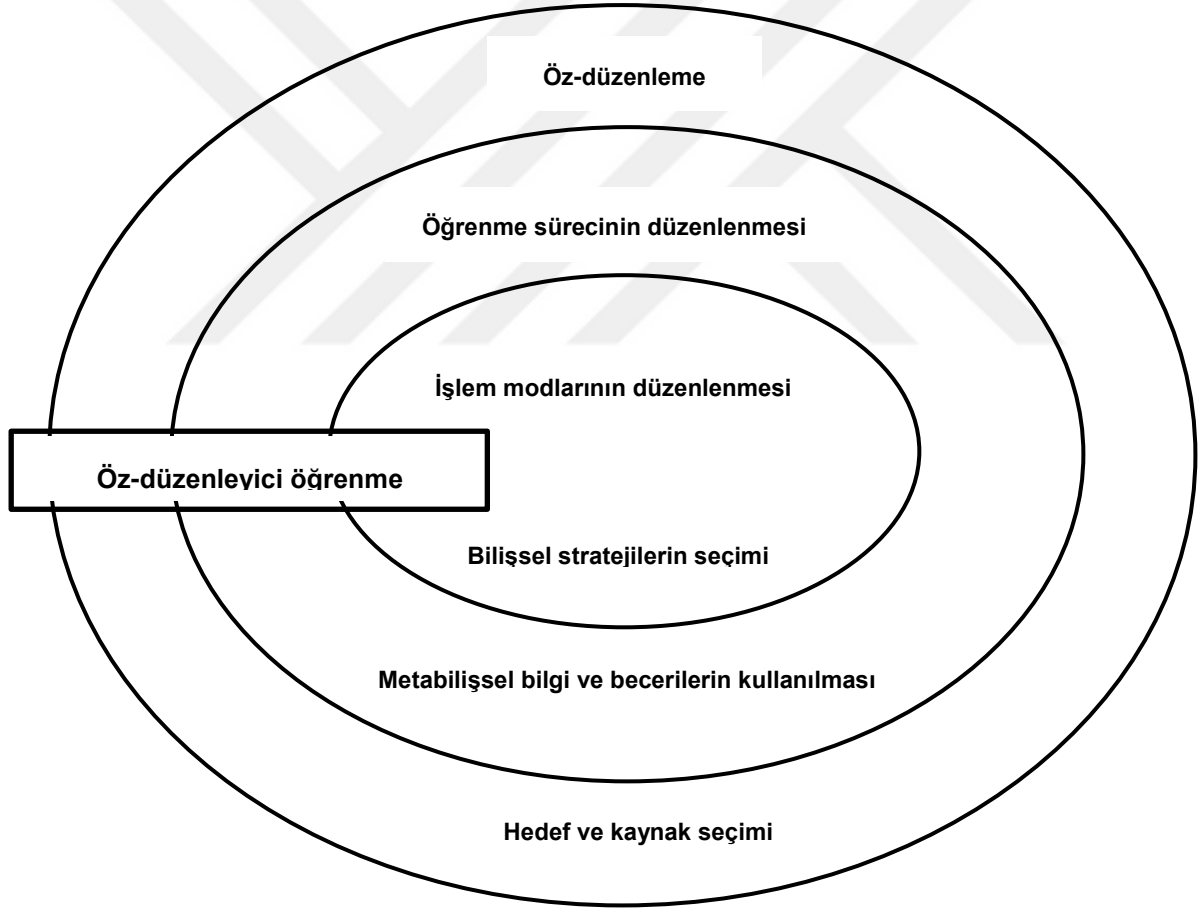 Öz-düzenleme
Öğrenme sürecinin düzenlenmesi
İşlem modlarının düzenlenmesi
Öz-düzenleyici öğrenme
Bilişsel stratejilerin seçimi
Metabilişsel bilgi ve becerilerin kullanılması
Hedef ve kaynak seçimi